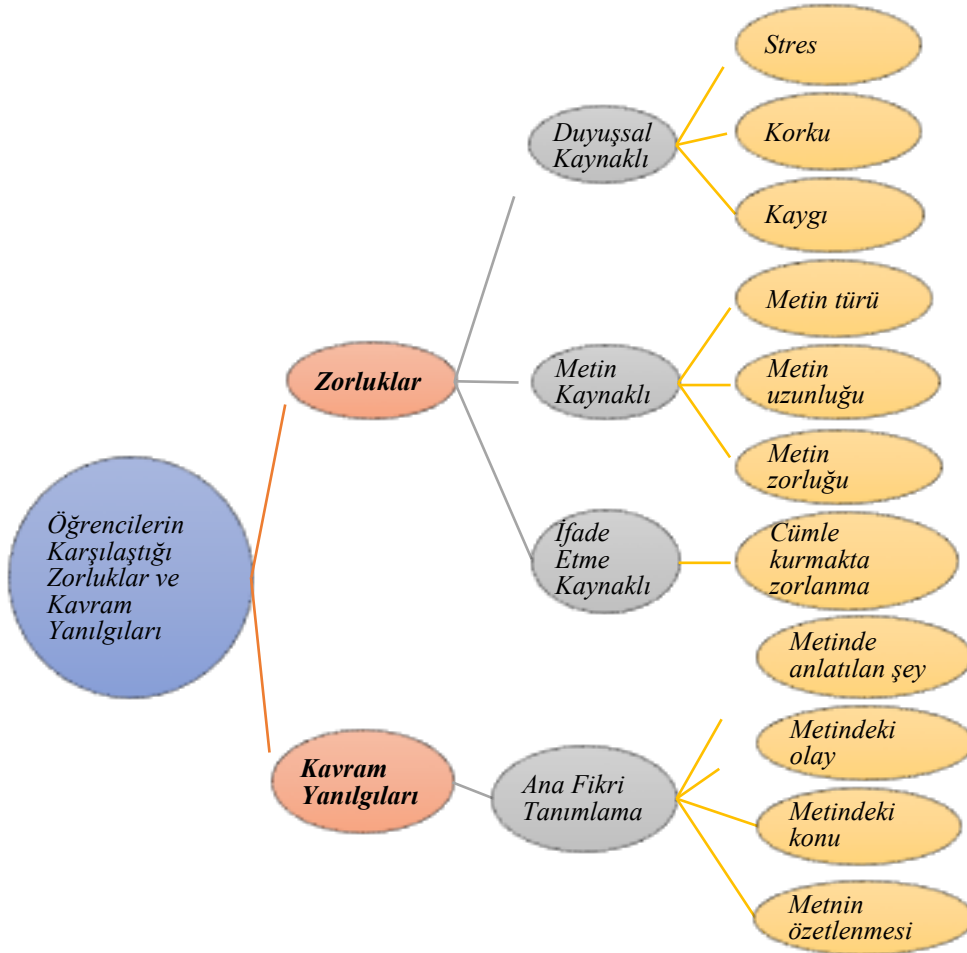 Öğrencilerin
Karşılaştığı
Zorluklar ve
Kavram
Yanılgıları
Zorluklar
Duyuşsal
Kaynaklı
Stres
Korku
Kaygı
Metin
Kaynaklı
Metin türü
Metin
uzunluğu
Metin
zorluğu
İfade
Etme
Kaynaklı
Cümle
kurmakta
zorlanma
Kavram
Yanılgıları
Ana Fikri
Tanımlama
Metinde
anlatılan şey
Metindeki
olay
Metindeki
konu
Metnin
özetlenmesi